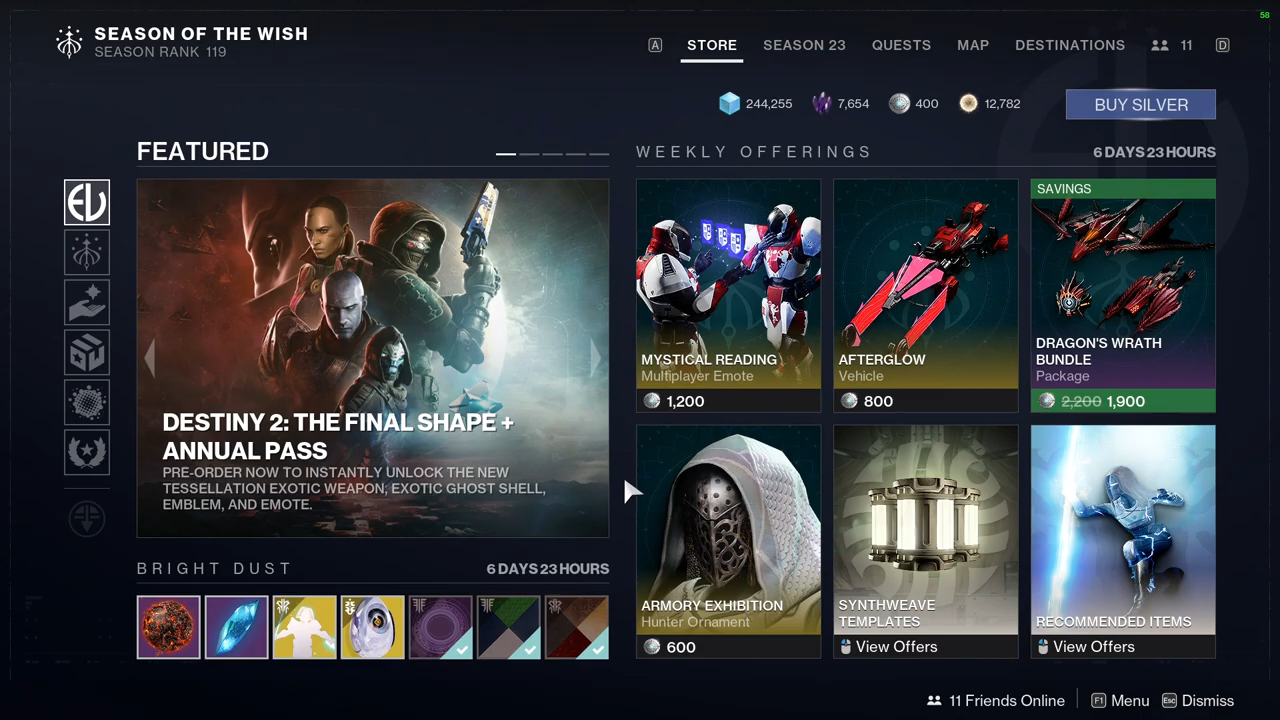 58
SEASON OF THE WISH
SEASON RANK 119
A STORE SEASON 23 QUESTS MAP DESTINATIONS 11 D
244,255 7,654 400 12,782 BUY SILVER
FEATURED
DESTINY 2: THE FINAL SHAPE +
ANNUAL PASS
PRE-ORDER NOW TO INSTANTLY UNLOCK THE NEW
TESSELLATION EXOTIC WEAPON, EXOTIC GHOST SHELL,
EMBLEM, AND EMOTE.
BRIGHT DUST 6 DAYS 23 HOURS
WEEKLY OFFERINGS 6 DAYS 23 HOURS
MYSTICAL READING
Multiplayer Emote
1,200
AFTERGLOW
Vehicle
800
SAVINGS
DRAGON'S WRATH
BUNDLE
Package
2,200 1,900
ARMORY EXHIBITION
Hunter Ornament
600
SYNTHWEAVE
TEMPLATES
View Offers
RECOMMENDED ITEMS
View Offers
11 Friends Online F1 Menu Esc Dismiss